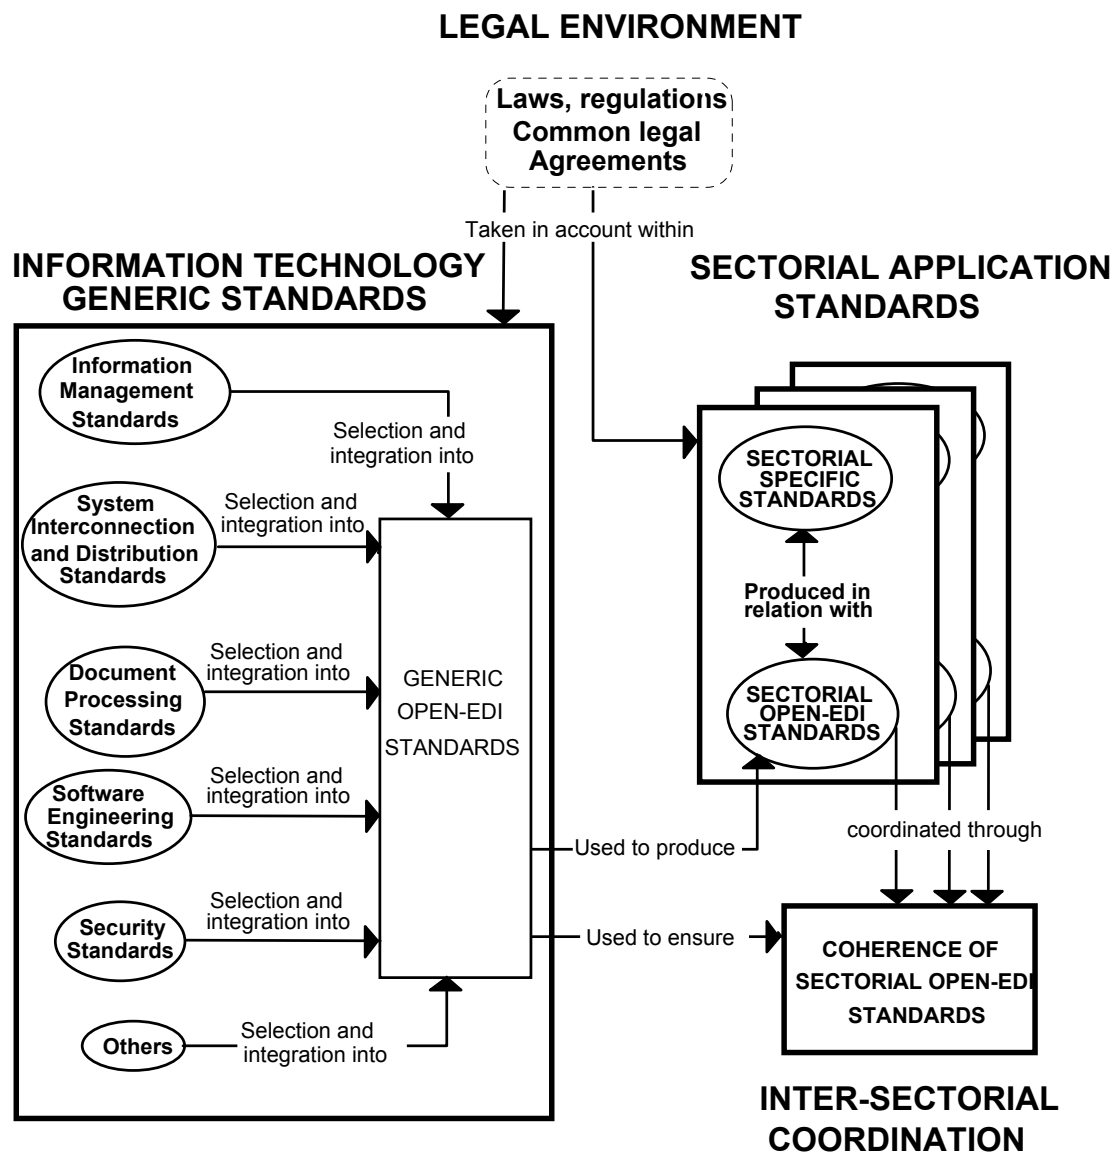 LEGAL ENVIRONMENT
Laws, regulations
Common legal
Agreements
Taken in account within
INFORMATION TECHNOLOGY
GENERIC STANDARDS
SECTORIAL APPLICATION
STANDARDS
Information
Management
Standards
Selection and
integration into
System
Interconnection
and Distribution
Standards
Selection and
integration into
Document
Processing
Standards
Selection and
integration into
Software
Engineering
Standards
Selection and
integration into
Security
Standards
Selection and
integration into
Others
Selection and
integration into
GENERIC
OPEN-EDI
STANDARDS
SECTORIAL
SPECIFIC
STANDARDS
Produced in
relation with
SECTORIAL
OPEN-EDI
STANDARDS
Used to produce
coordinated through
Used to ensure
COHERENCE OF
SECTORIAL OPEN-EDI
STANDARDS
INTER-SECTORIAL
COORDINATION